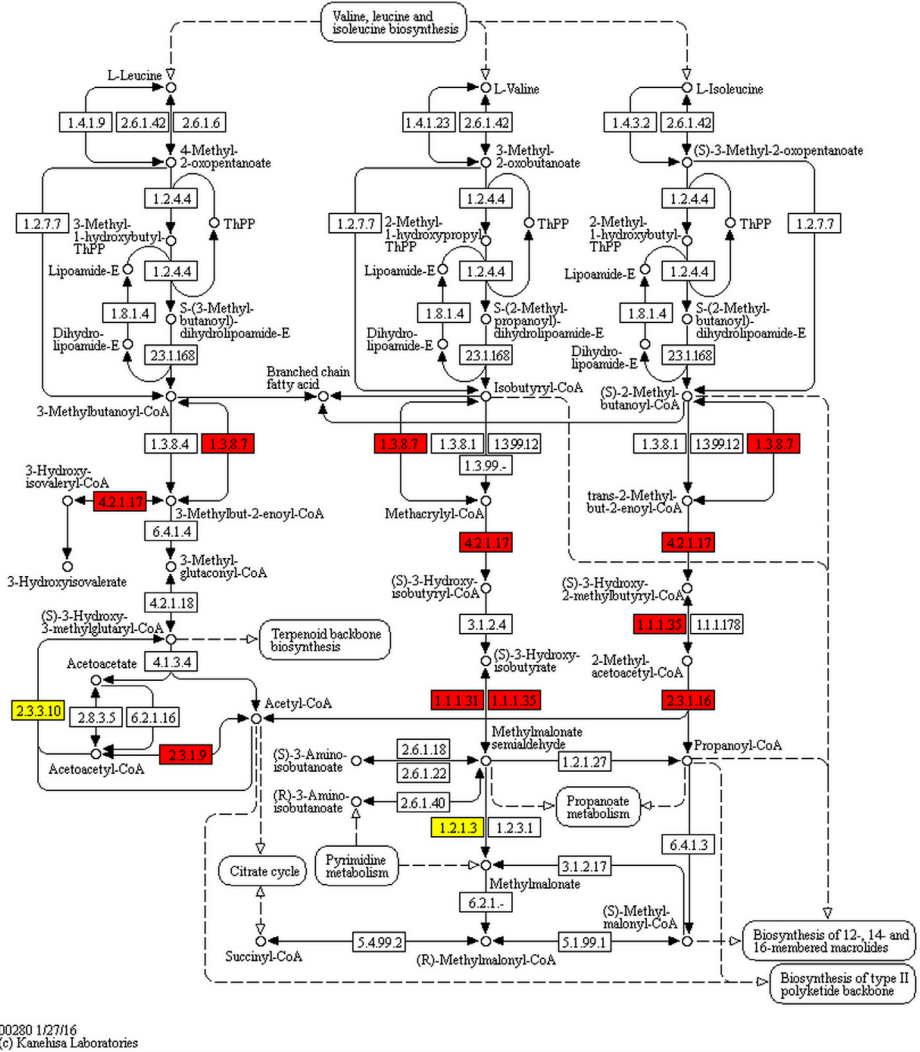 Valine, leucine and
isoleucine biosynthesis
L-Leucine
L-Valine
L-Isoleucine
1.4.1.9
2.6.1.42
2.6.1.6
1.4.1.23
2.6.1.42
1.4.3.2
2.6.1.42
4-Methyl-
2-oxopentanoate
3-Methyl-
2-oxobutanoate
(S)-3-Methyl-2-oxopentanoate
1.2.4.4
1.2.4.4
1.2.4.4
1.2.7.7
3-Methyl-
1-hydroxybutyl-
ThPP
ThPP
1.2.7.7
2-Methyl-
1-hydroxypropyl-
ThPP
ThPP
2-Methyl-
1-hydroxybutyl-
ThPP
ThPP
1.2.7.7
Lipoamide-E
1.2.4.4
Lipoamide-E
1.2.4.4
Lipoamide-E
1.2.4.4
1.8.1.4
S-(3-Methyl-
butanoyl)-
dihydrolipoamide-E
1.8.1.4
S-(2-Methyl-
propanoyl)-
dihydrolipoamide-E
1.8.1.4
S-(2-Methyl-
butanoyl)-
dihydrolipoamide-E
Dihydro-
lipoamide-E
23.1.168
Dihydro-
lipoamide-E
23.1.168
Dihydro-
lipoamide-E
23.1.168
Branched chain
fatty acid
Isobutyryl-CoA
(S)-2-Methyl-
butanoyl-CoA
3-Methylbutanoyl-CoA
1.3.8.4
1.3.8.7
1.3.8.7
1.3.8.1
13.99.12
1.3.99.-
1.3.8.1
13.99.12
1.3.8.7
3-Hydroxy-
isovaleryl-CoA
4.2.1.17
3-Methylbut-2-enoyl-CoA
Methacrylyl-CoA
trans-2-Methyl-
but-2-enoyl-CoA
6.4.1.4
4.2.1.17
4.2.1.17
3-Hydroxyisovalerate
3-Methyl-
glutaconyl-CoA
(S)-3-Hydroxy-
isobutyryl-CoA
(S)-3-Hydroxy-
2-methylbutyryl-CoA
4.2.1.18
3.1.2.4
1.1.1.35
1.1.1.178
(S)-3-Hydroxy-
3-methylglutaryl-CoA
Terpenoid backbone
biosynthesis
(S)-3-Hydroxy-
isobutyrate
2-Methyl-
acetoacetyl-CoA
4.1.3.4
Acetoacetate
2.3.3.10
2.8.3.5
6.2.1.16
Acetyl-CoA
1.1.1.31
1.1.1.35
2.3.1.16
2.3.1.9
Acetoacetyl-CoA
Methylmalonate
semialdehyde
Propanoyl-CoA
(S)-3-Amino-
isobutanoate
2.6.1.18
2.6.1.22
1.2.1.27
(R)-3-Amino-
isobutanoate
2.6.1.40
Propanoate
metabolism
1.2.1.3
1.2.3.1
6.4.1.3
Citrate cycle
Pyrimidine
metabolism
3.1.2.17
Methylmalonate
6.2.1.-
(S)-Methyl-
malonyl-CoA
Succinyl-CoA
5.4.99.2
(R)-Methylmalonyl-CoA
5.1.99.1
Biosynthesis of 12-, 14- and
16-membered macrolides
Biosynthesis of type II
polyketide backbone
00280 1/27/16
(c) Kanehisa Laboratories